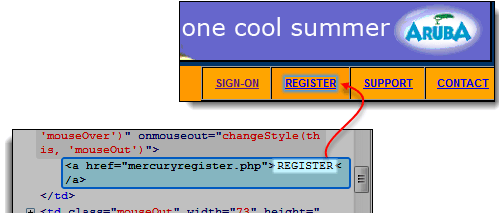 one cool summer ARUBA
SIGN-ON REGISTER SUPPORT CONTACT
'mouseOver')" onmouseout="changeStyle(th
is, 'mouseOut')">
<a href="mercuryregister.php">REGISTER<
/a>
</td>
<td class="mouseOut" width="73" height="